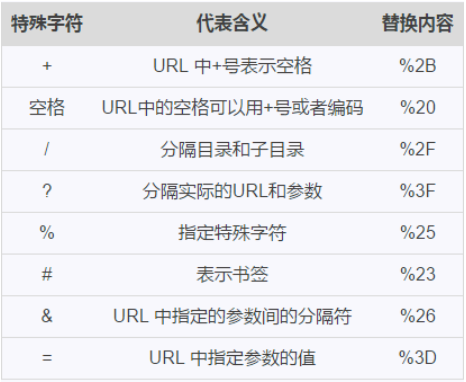 特殊字符 代表含义 替换内容
+ URL 中+号表示空格 %2B
空格 URL中的空格可以用+号或者编码 %20
/ 分隔目录和子目录 %2F
? 分隔实际的URL和参数 %3F
% 指定特殊字符 %25
# 表示书签 %23
& URL 中指定的参数间的分隔符 %26
= URL 中指定参数的值 %3D